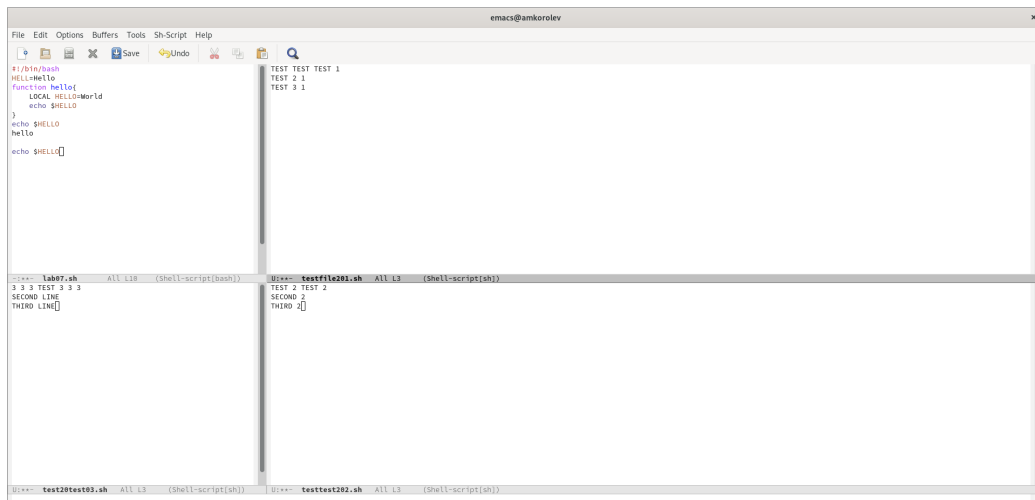 emacs@amkorolev ×
File Edit Options Buffers Tools Sh-Script Help
Save Undo
#!/bin/bash
HELL=Hello
function hello{
LOCAL HELLO=World
echo $HELLO
}
echo $HELLO
hello
echo $HELLO
-:**- lab07.sh All L10 (Shell-script[bash])
TEST TEST TEST 1
TEST 2 1
TEST 3 1
U:**- testfile201.sh All L3 (Shell-script[sh])
3 3 3 TEST 3 3 3
SECOND LINE
THIRD LINE
U:**- test20test03.sh All L3 (Shell-script[sh])
TEST 2 TEST 2
SECOND 2
THIRD 2
U:**- testtest202.sh All L3 (Shell-script[sh])